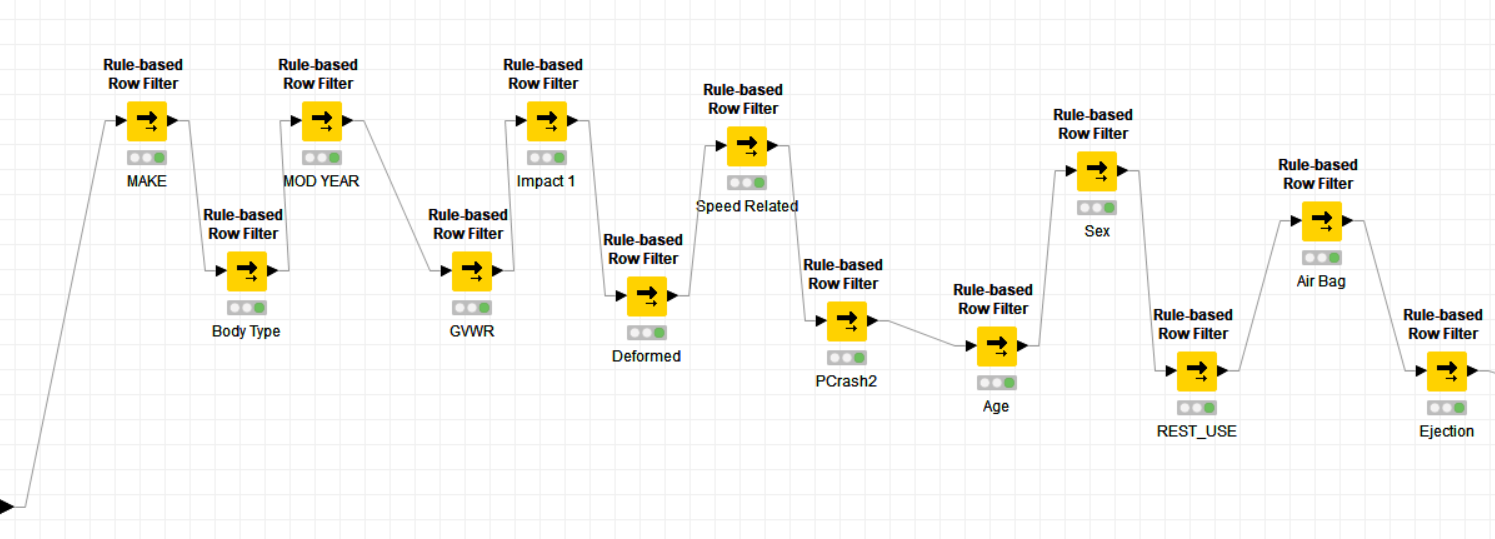 Rule-based
Row Filter
MAKE
Rule-based
Row Filter
Body Type
Rule-based
Row Filter
MOD YEAR
Rule-based
Row Filter
GVWR
Rule-based
Row Filter
Impact 1
Rule-based
Row Filter
Deformed
Rule-based
Row Filter
Speed Related
Rule-based
Row Filter
PCrash2
Rule-based
Row Filter
Age
Rule-based
Row Filter
Sex
Rule-based
Row Filter
REST_USE
Rule-based
Row Filter
Air Bag
Rule-based
Row Filter
Ejection